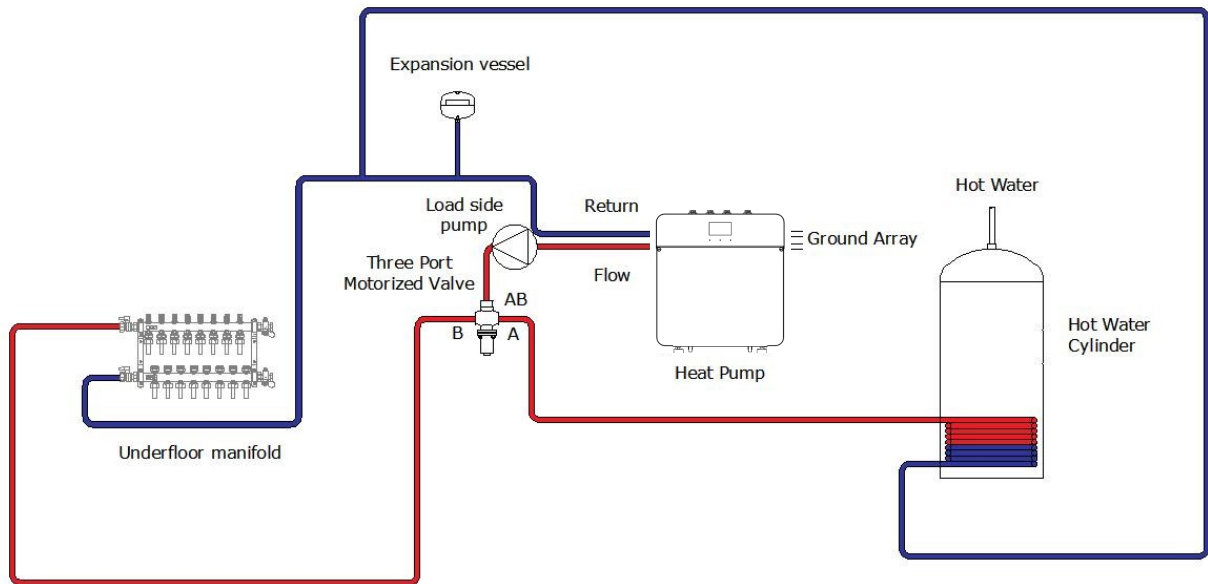 Expansion vessel
Load side
pump
Return
Flow
Three Port
Motorized Valve
AB
B
A
Ground Array
Heat Pump
Hot Water
Hot Water
Cylinder
Underfloor manifold